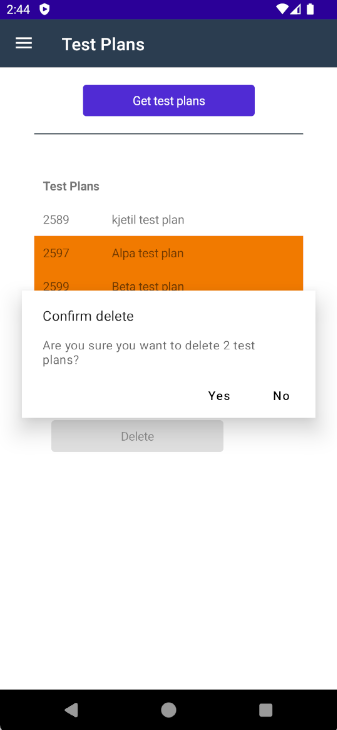 2:44
Test Plans
Get test plans
Test Plans
2589 kjetil test plan
2597 Alpa test plan
2599 Beta test plan
Confirm delete
Are you sure you want to delete 2 test
plans?
Yes No
Delete